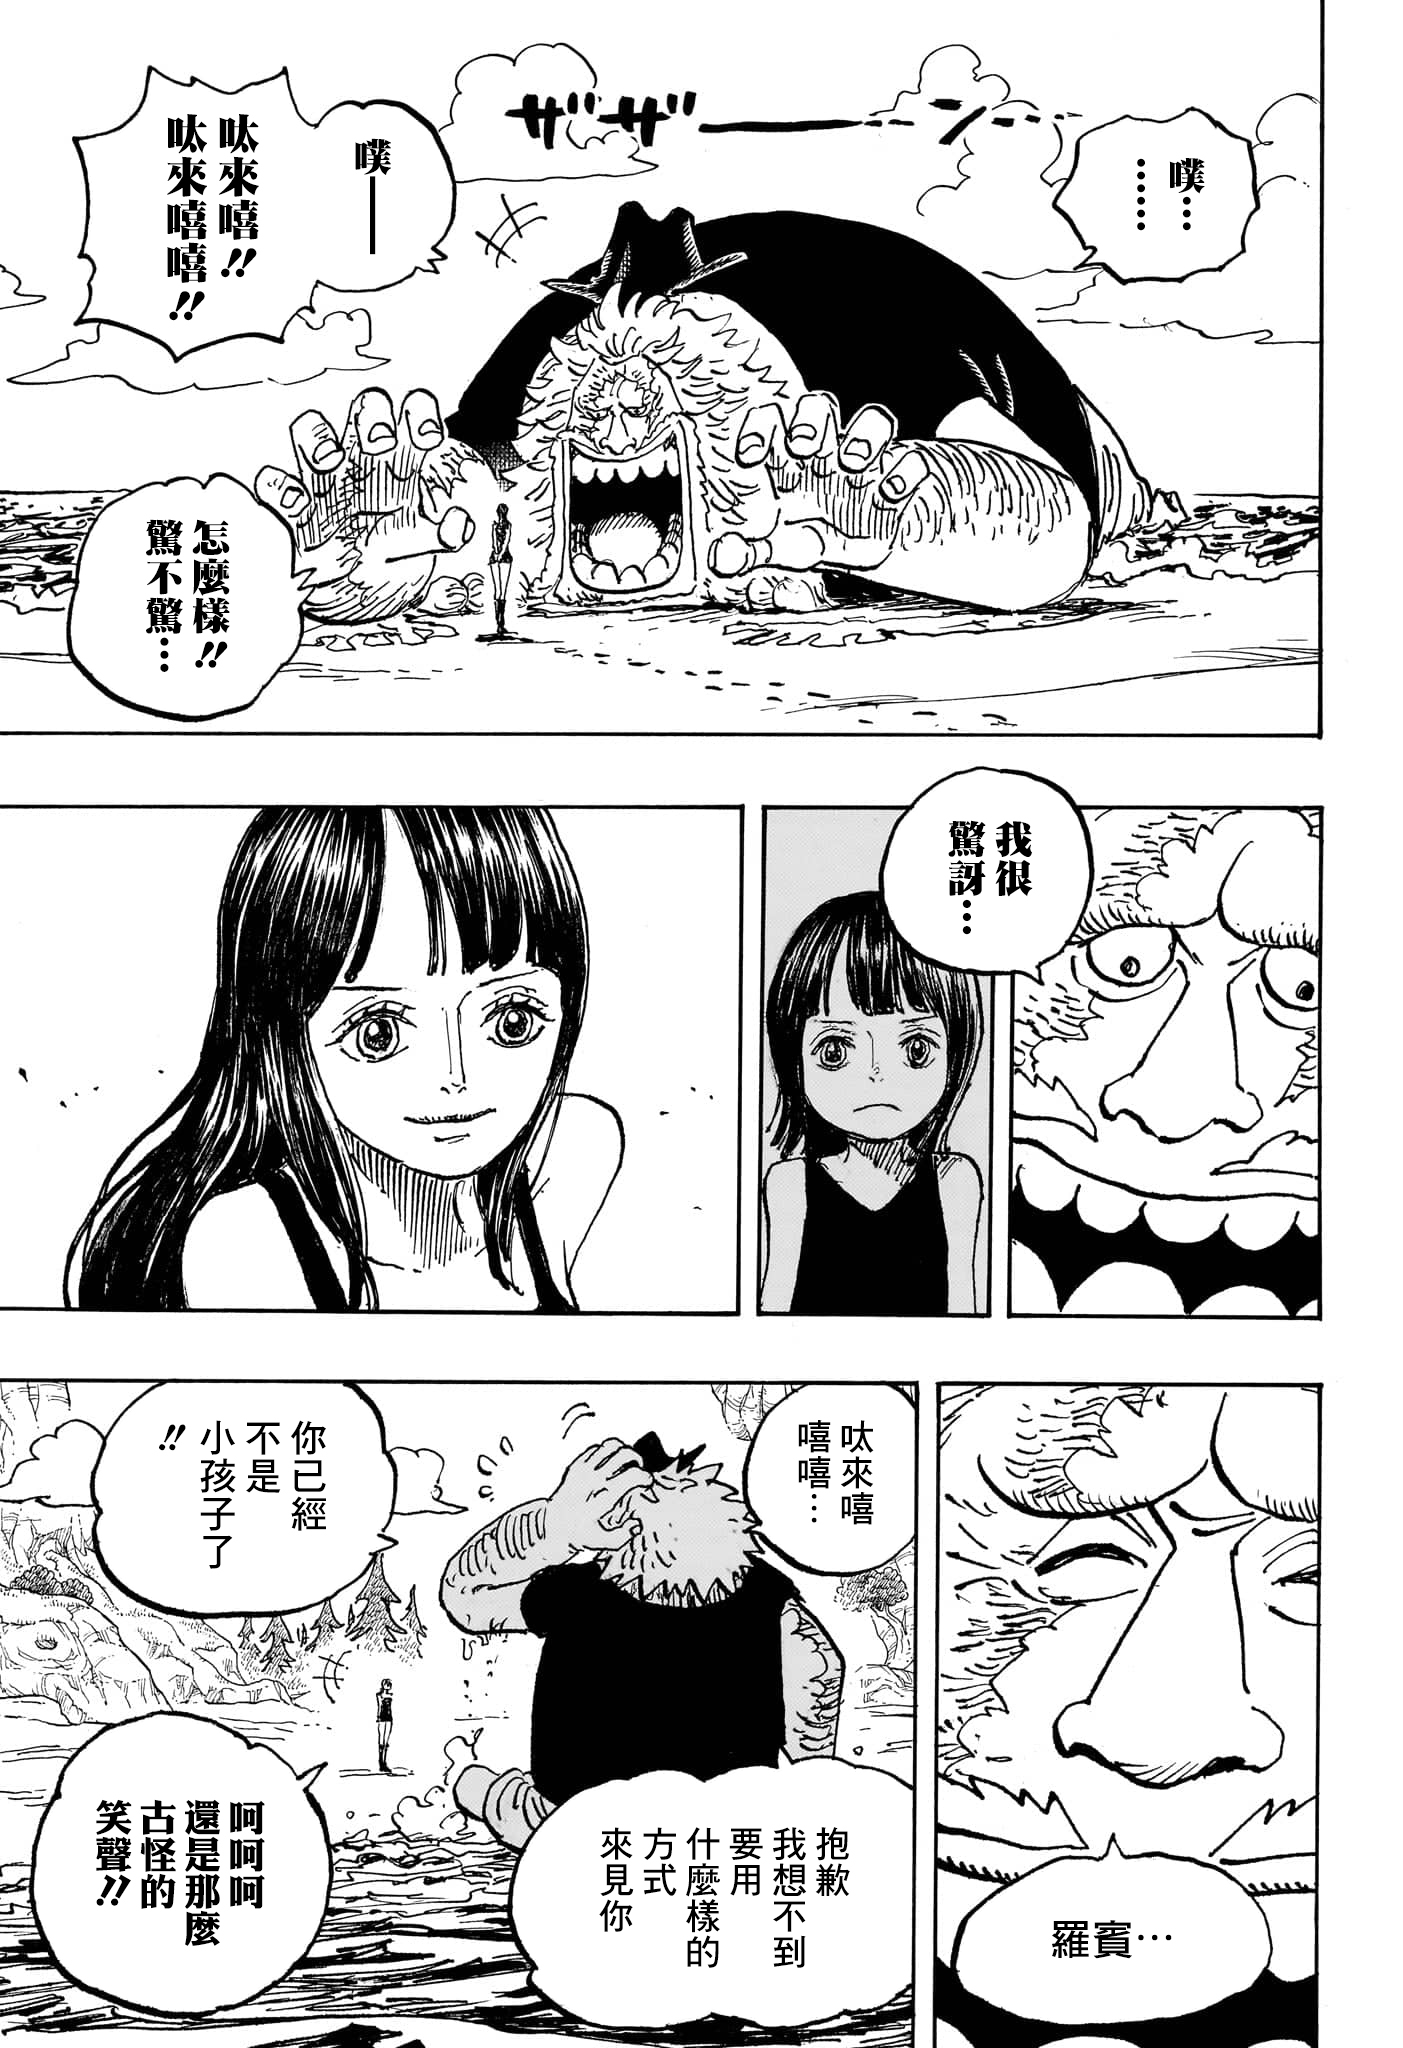 ザザーーン
噗…
……
噗——
呔來嘻!!
呔來嘻嘻!!
怎麼樣!!
驚不驚…
我很
驚訝…
羅賓…
呔來嘻
嘻嘻…
你已經
不是
小孩子了
!!
抱歉
我想不到
要用
什麼樣的
方式
來見你
呵呵呵
還是那麼
古怪的
笑聲!!